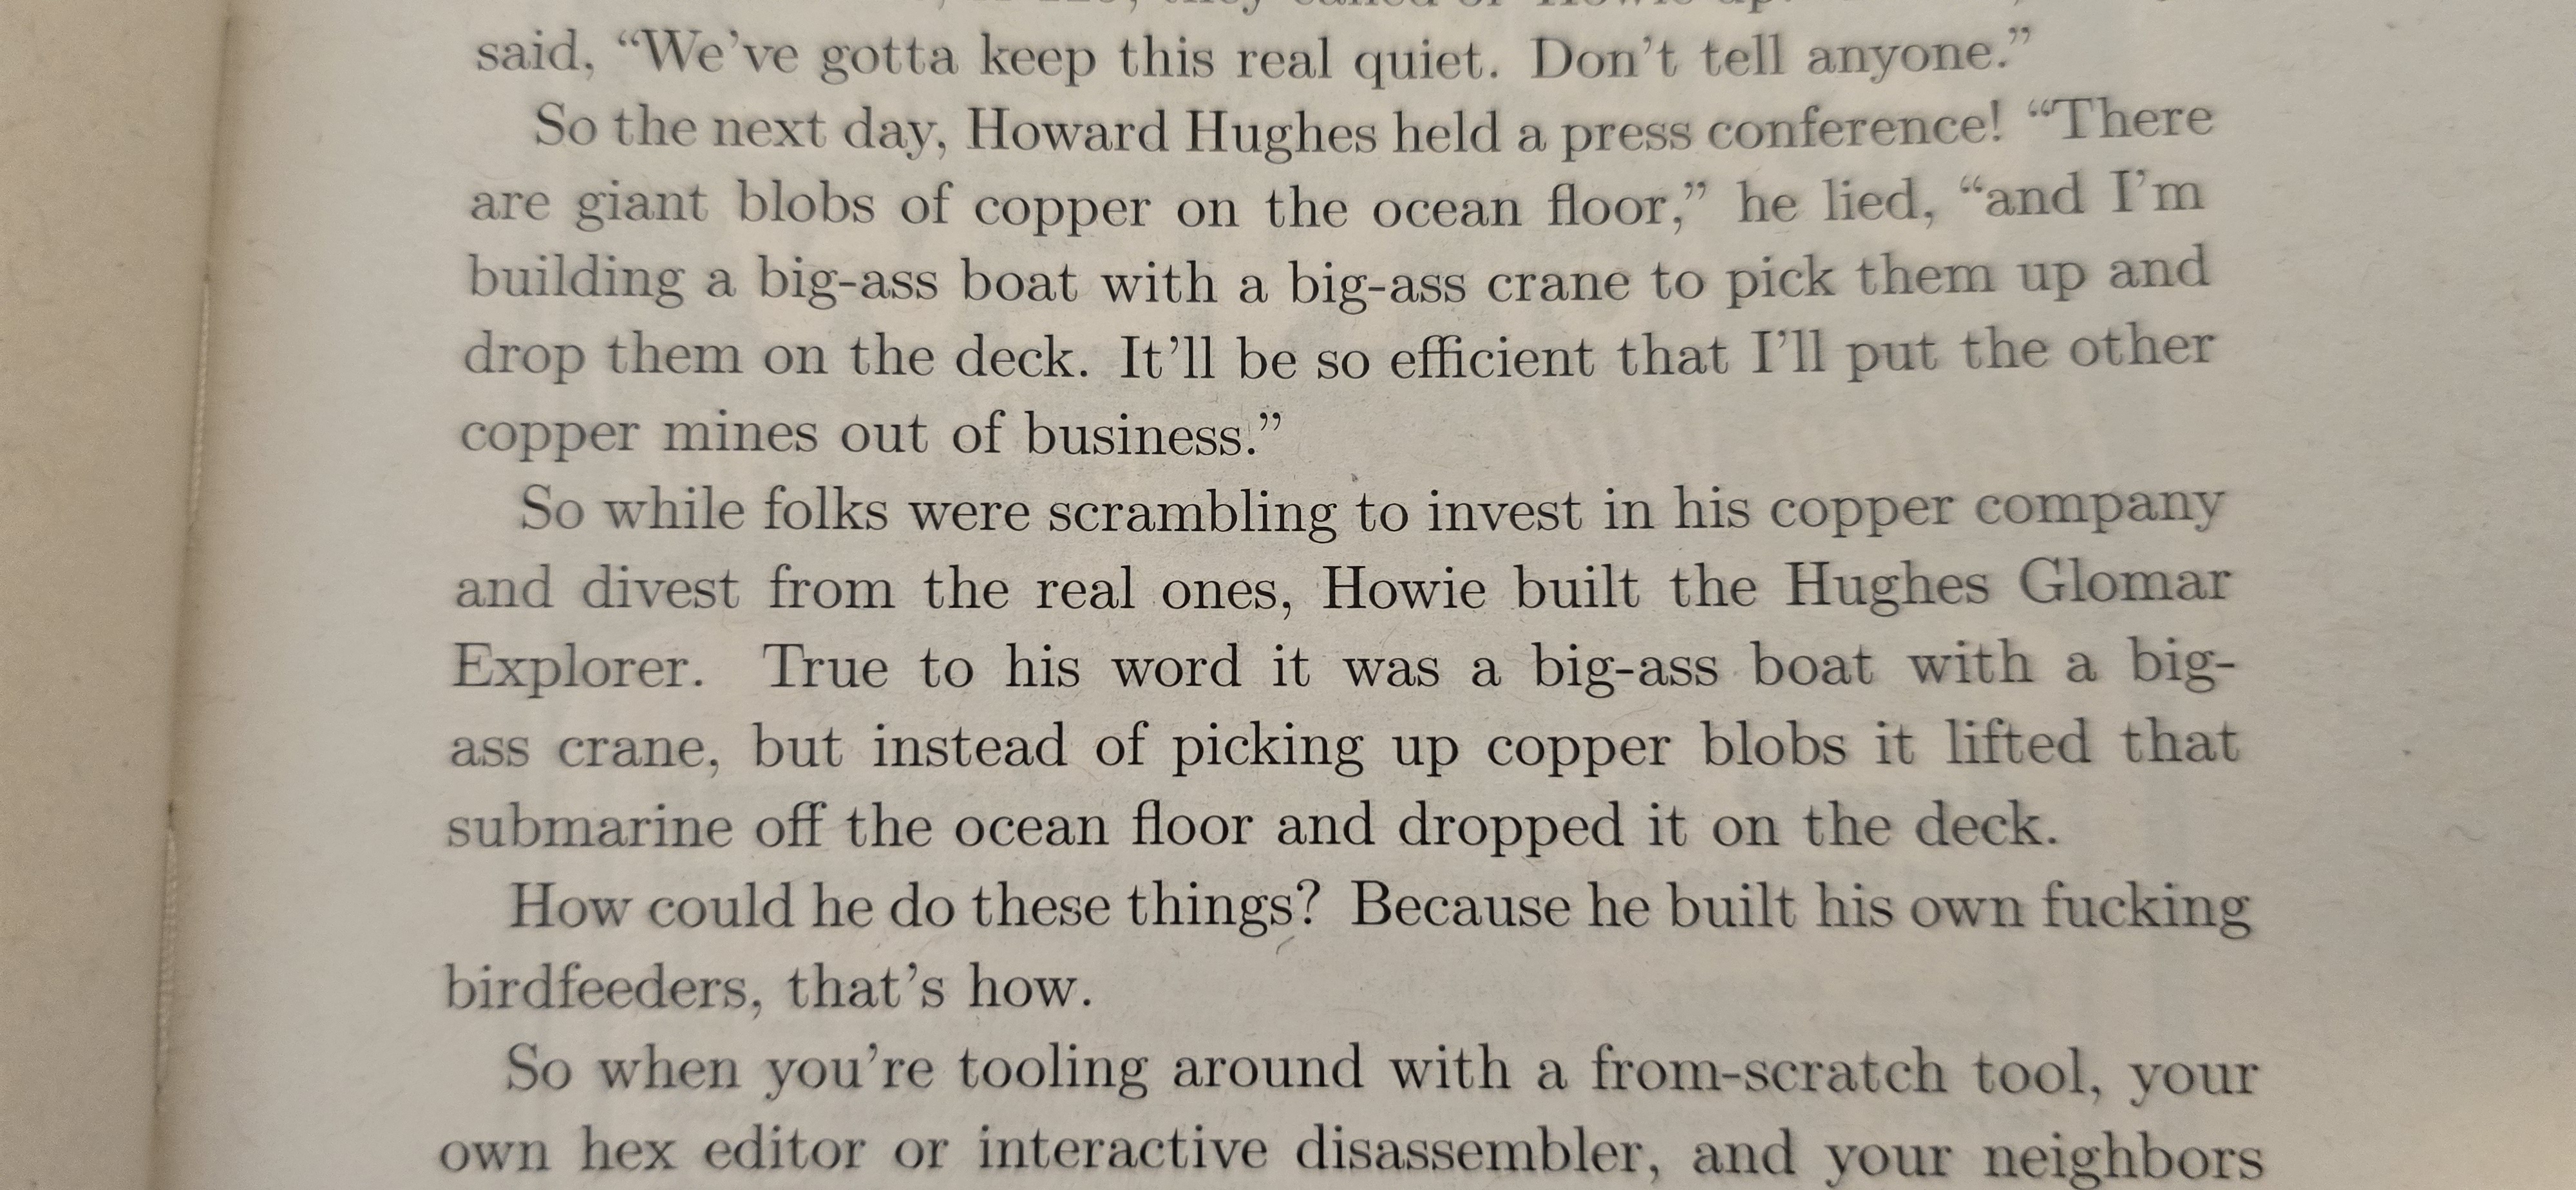 said, “We’ve gotta keep this real quiet. Don’t tell anyone.”
So the next day, Howard Hughes held a press conference! “There
are giant blobs of copper on the ocean floor,” he lied, “and I’m
building a big-ass boat with a big-ass crane to pick them up and
drop them on the deck. It’ll be so efficient that I’ll put the other
copper mines out of business.”
So while folks were scrambling to invest in his copper company
and divest from the real ones, Howie built the Hughes Glomar
Explorer. True to his word it was a big-ass boat with a big-
ass crane, but instead of picking up copper blobs it lifted that
submarine off the ocean floor and dropped it on the deck.
How could he do these things? Because he built his own fucking
birdfeeders, that’s how.
So when you’re tooling around with a from-scratch tool, your
own hex editor or interactive disassembler, and your neighbors